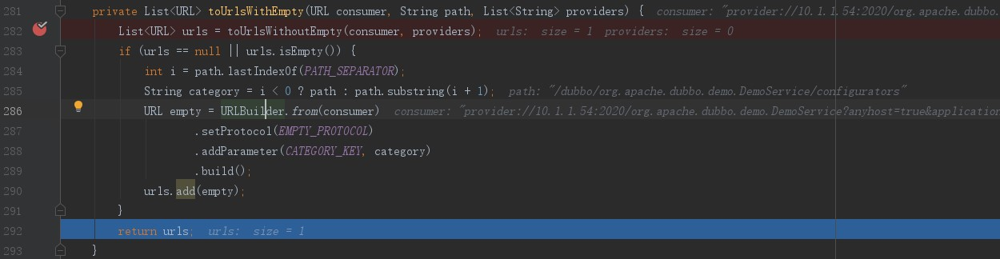 281 private List<URL> toUrlsWithEmpty(URL consumer, String path, List<String> providers) { consumer: "provider://10.1.1.54:2020/org.apache.dubbo.
282 List<URL> urls = toUrlsWithoutEmpty(consumer, providers); urls: size = 1 providers: size = 0
283 if (urls == null || urls.isEmpty()) {
284 int i = path.lastIndexOf(PATH_SEPARATOR);
285 String category = i < 0 ? path : path.substring(i + 1); path: "/dubbo/org.apache.dubbo.demo.DemoService/configurators"
286 URL empty = URLBuilder.from(consumer) consumer: "provider://10.1.1.54:2020/org.apache.dubbo.demo.DemoService?anyhost=true&application
287 .setProtocol(EMPTY_PROTOCOL)
288 .addParameter(CATEGORY_KEY, category)
289 .build();
290 urls.add(empty);
291 }
292 return urls; urls: size = 1
293 }